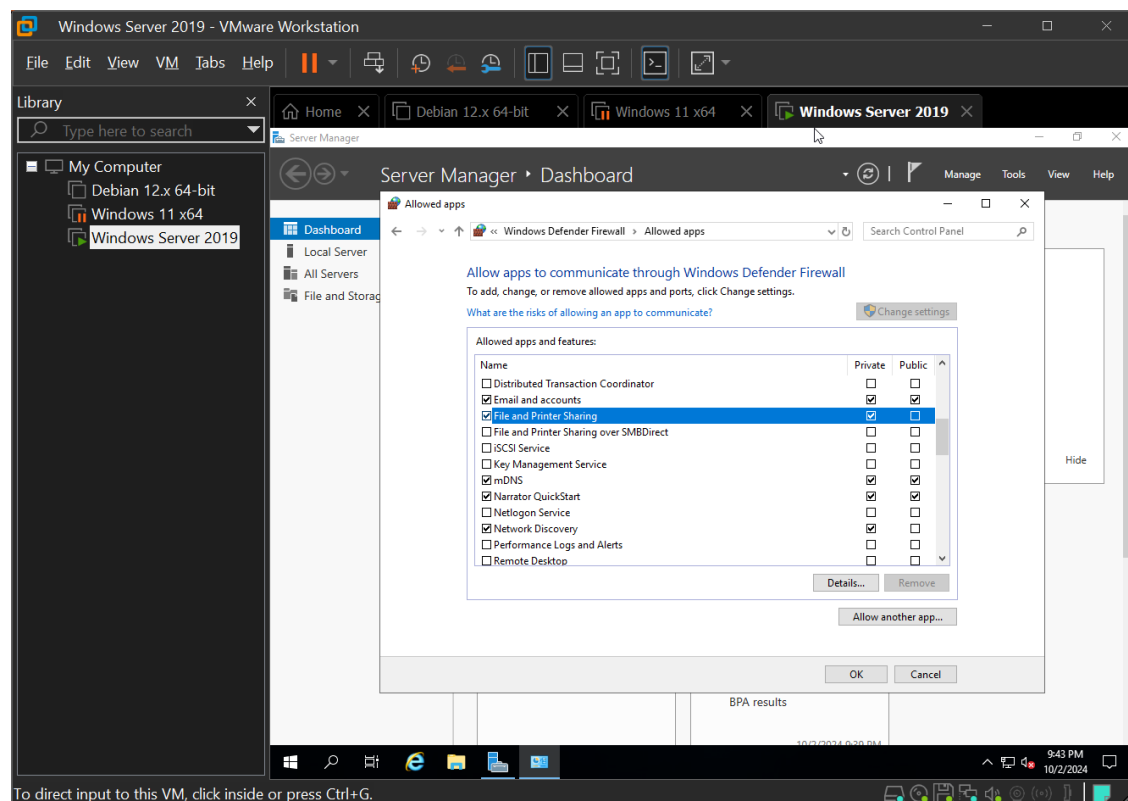 Windows Server 2019 - VMware Workstation
File Edit View VM Tabs Help
Library
Type here to search
My Computer
Debian 12.x 64-bit
Windows 11 x64
Windows Server 2019
Home Debian 12.x 64-bit Windows 11 x64 Windows Server 2019
Server Manager
Server Manager Dashboard Manage Tools View Help
Dashboard
Local Server
All Servers
File and Storag
Allowed apps
« Windows Defender Firewall > Allowed apps Search Control Panel
Allow apps to communicate through Windows Defender Firewall
To add, change, or remove allowed apps and ports, click Change settings.
What are the risks of allowing an app to communicate? Change settings
Allowed apps and features:
Name Private Public
Distributed Transaction Coordinator
Email and accounts
File and Printer Sharing
File and Printer Sharing over SMBDirect
iSCSI Service
Key Management Service
mDNS
Narrator QuickStart
Netlogon Service
Network Discovery
Performance Logs and Alerts
Remote Desktop
Details... Remove
Allow another app...
OK Cancel
Hide
BPA results
10/2/2024 9:39 PM
9:43 PM
10/2/2024
To direct input to this VM, click inside or press Ctrl+G.